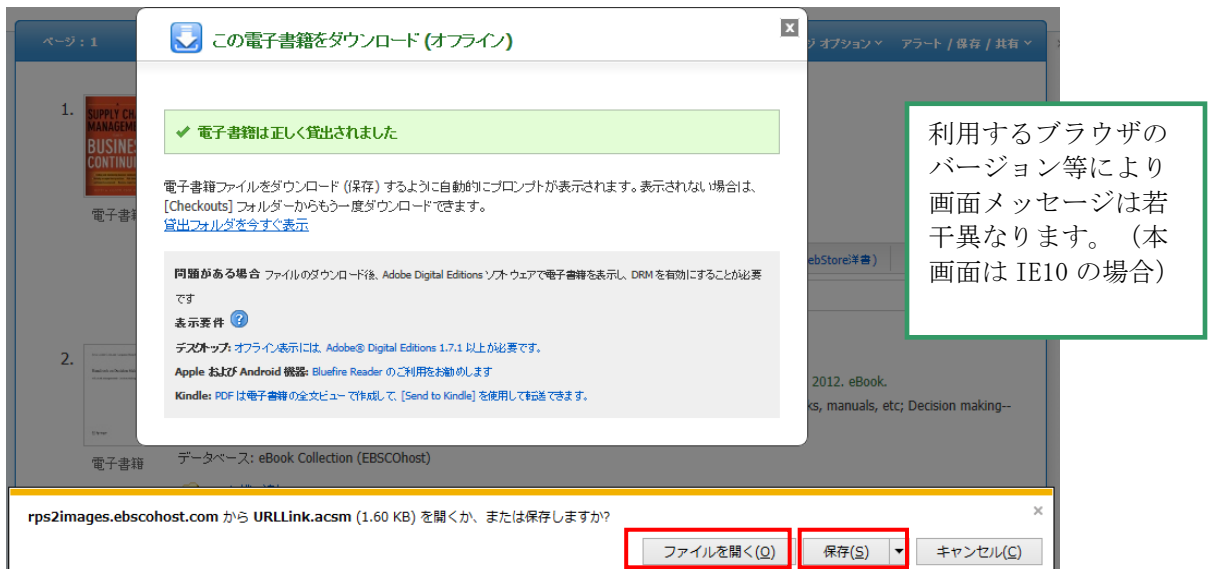 ページ : 1
この電子書籍をダウンロード (オフライン)
オプション
アラート / 保存 / 共有
1.
SUPPLY CH
MANAGEM
BUSINE
CONTINU
電子書籍
✔ 電子書籍は正しく貸出されました
電子書籍ファイルをダウンロード (保存) するように自動的にプロンプトが表示されます。表示されない場合は、
[Checkouts] フォルダーからもう一度ダウンロードできます。
貸出フォルダを今すぐ表示
利用するブラウザの
バージョン等により
画面メッセージは若
干異なります。（本
画面は IE10 の場合）
ebStore洋書)
問題がある場合 ファイルのダウンロード後、Adobe Digital Editions ソフトウェアで電子書籍を表示し、DRM を有効にすることが必要
です
表示要件
デスクトップ: オフライン表示には、Adobe® Digital Editions 1.7.1 以上が必要です。
Apple および Android 機器: Bluefire Reader のご利用をお勧めします
Kindle: PDF は電子書籍の全文ビューで作成して、[Send to Kindle] を使用して転送できます。
2.
2012. eBook.
ks, manuals, etc; Decision making--
電子書籍
データベース: eBook Collection (EBSCOhost)
rps2images.ebscohost.com から URLLink.acsm (1.60 KB) を開くか、または保存しますか?
ファイルを開く(O)
保存(S)
キャンセル(C)